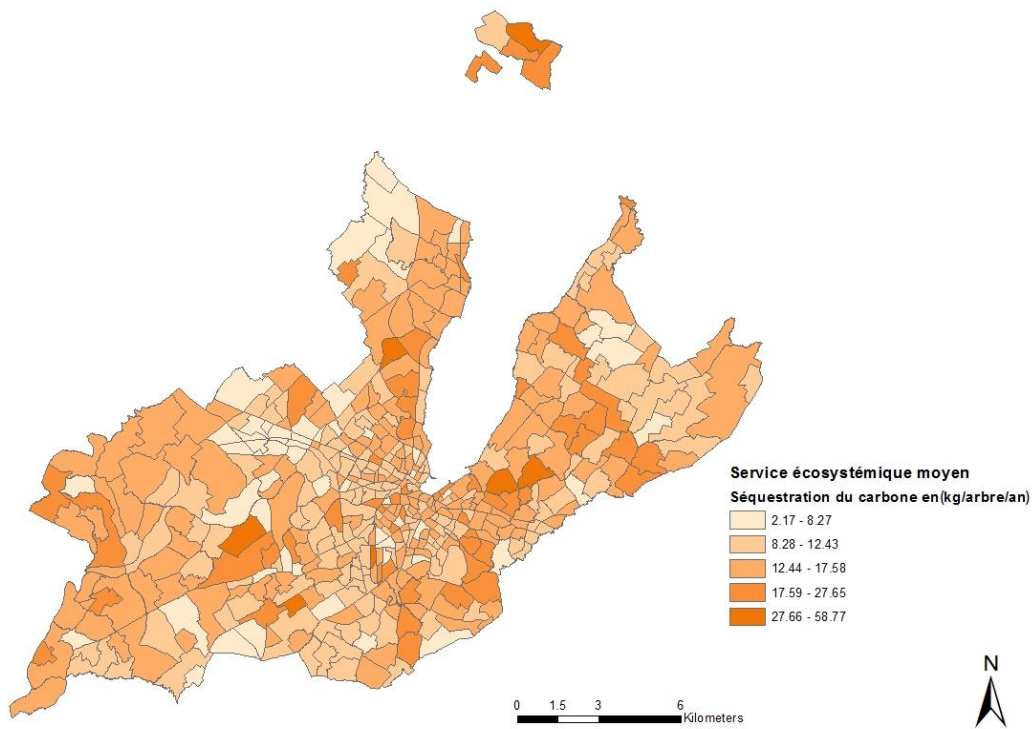 Service écosystémique moyen
Séquestration du carbone en(kg/arbre/an)
2.17 - 8.27
8.28 - 12.43
12.44 - 17.58
17.59 - 27.65
27.66 - 58.77
N
0 1.5 3 6
Kilometers